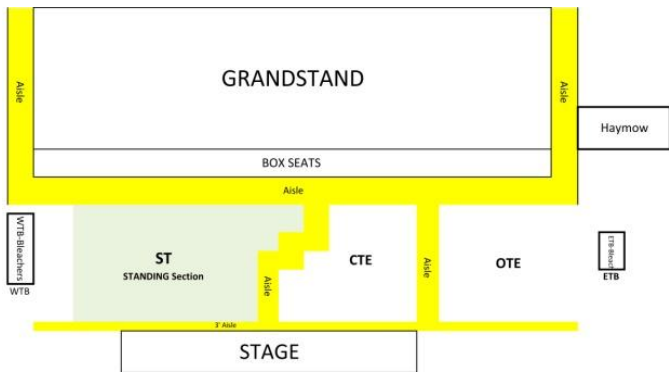 GRANDSTAND
Aisle
Aisle
Haymow
BOX SEATS
Aisle
WTB-Bleachers
WTB
ST
STANDING Section
Aisle
CTE
Aisle
OTE
ETB-Bleach
ETB
3' Aisle
STAGE